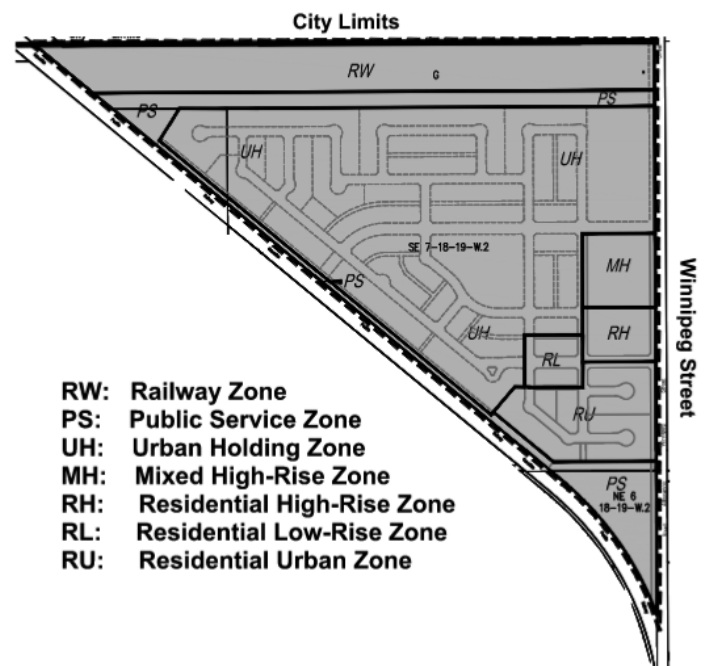 City Limits
RW
G
PS
PS
UH
UH
SE 7-18-19-W.2
MH
PS
Winnipeg Street
UH
RH
RL
RU
RW: Railway Zone
PS: Public Service Zone
UH: Urban Holding Zone
MH: Mixed High-Rise Zone
RH: Residential High-Rise Zone
RL: Residential Low-Rise Zone
RU: Residential Urban Zone
PS
NE 6
18-19-W.2